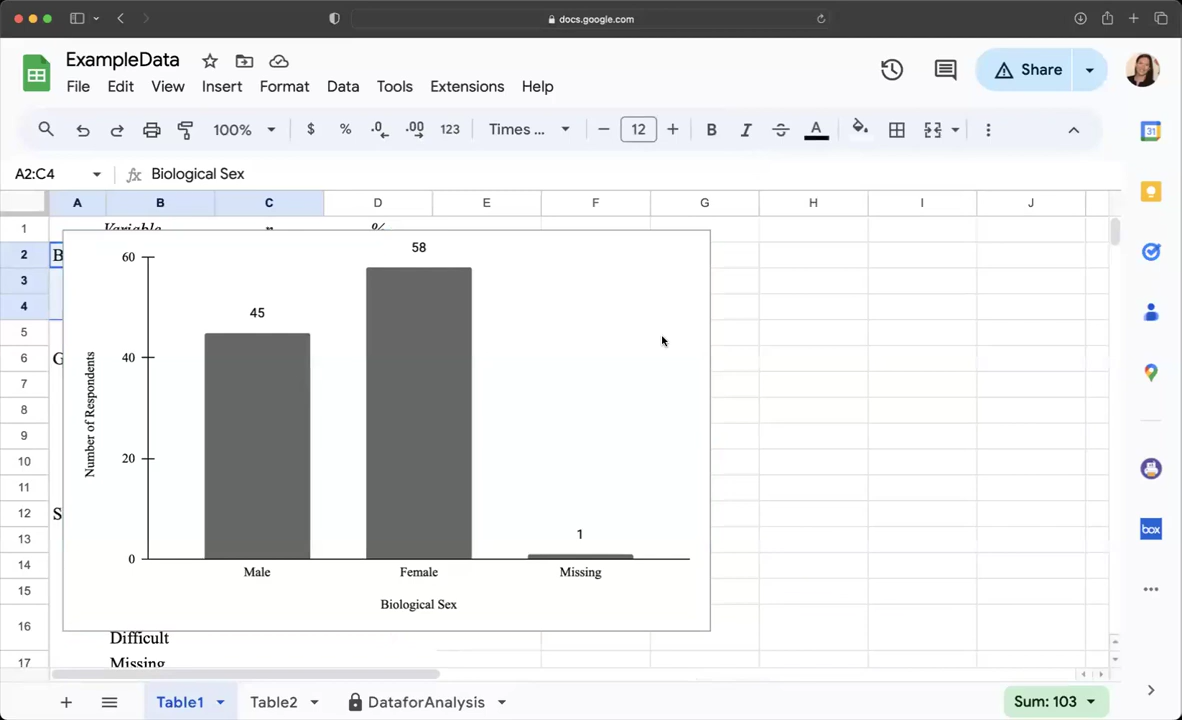 docs.google.com
ExampleData
File Edit View Insert Format Data Tools Extensions Help
Share
100% $ % .0 .00 123 Times ... 12 B I A
A2:C4 fx Biological Sex
A B C D E F G H I J
1 Variable n %
2 B
3
4
5
6 G
7
8
9
10
11
12 S
13
14
15
16 Difficult
17 Missing
60
40
20
0
Number of Respondents
45
58
1
Male Female Missing
Biological Sex
31
box
Table1 Table2 DataforAnalysis Sum: 103